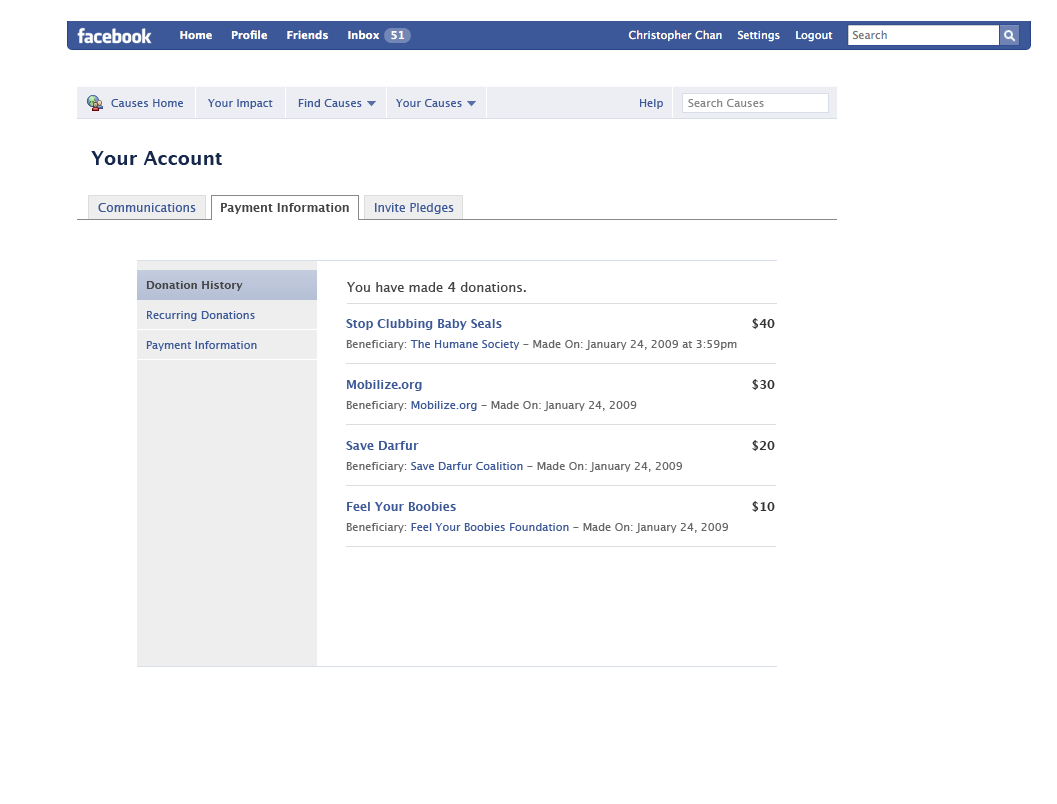 facebook Home Profile Friends Inbox 51 Christopher Chan Settings Logout Search
Causes Home Your Impact Find Causes Your Causes Help Search Causes
Your Account
Communications Payment Information Invite Pledges
Donation History
Recurring Donations
Payment Information
You have made 4 donations.
Stop Clubbing Baby Seals $40
Beneficiary: The Humane Society – Made On: January 24, 2009 at 3:59pm
Mobilize.org $30
Beneficiary: Mobilize.org – Made On: January 24, 2009
Save Darfur $20
Beneficiary: Save Darfur Coalition – Made On: January 24, 2009
Feel Your Boobies $10
Beneficiary: Feel Your Boobies Foundation – Made On: January 24, 2009